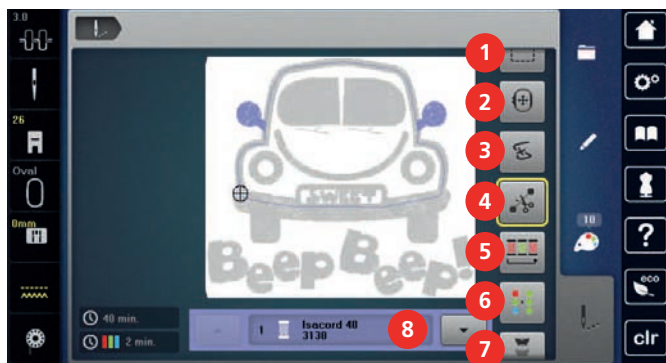 3.0
26
Oval
0mm
1
2
3
4
5
6
7
8
SWEET
Beep Beep!
40 min.
2 min.
1
Isacord 40
3130
10
?
eco
clr